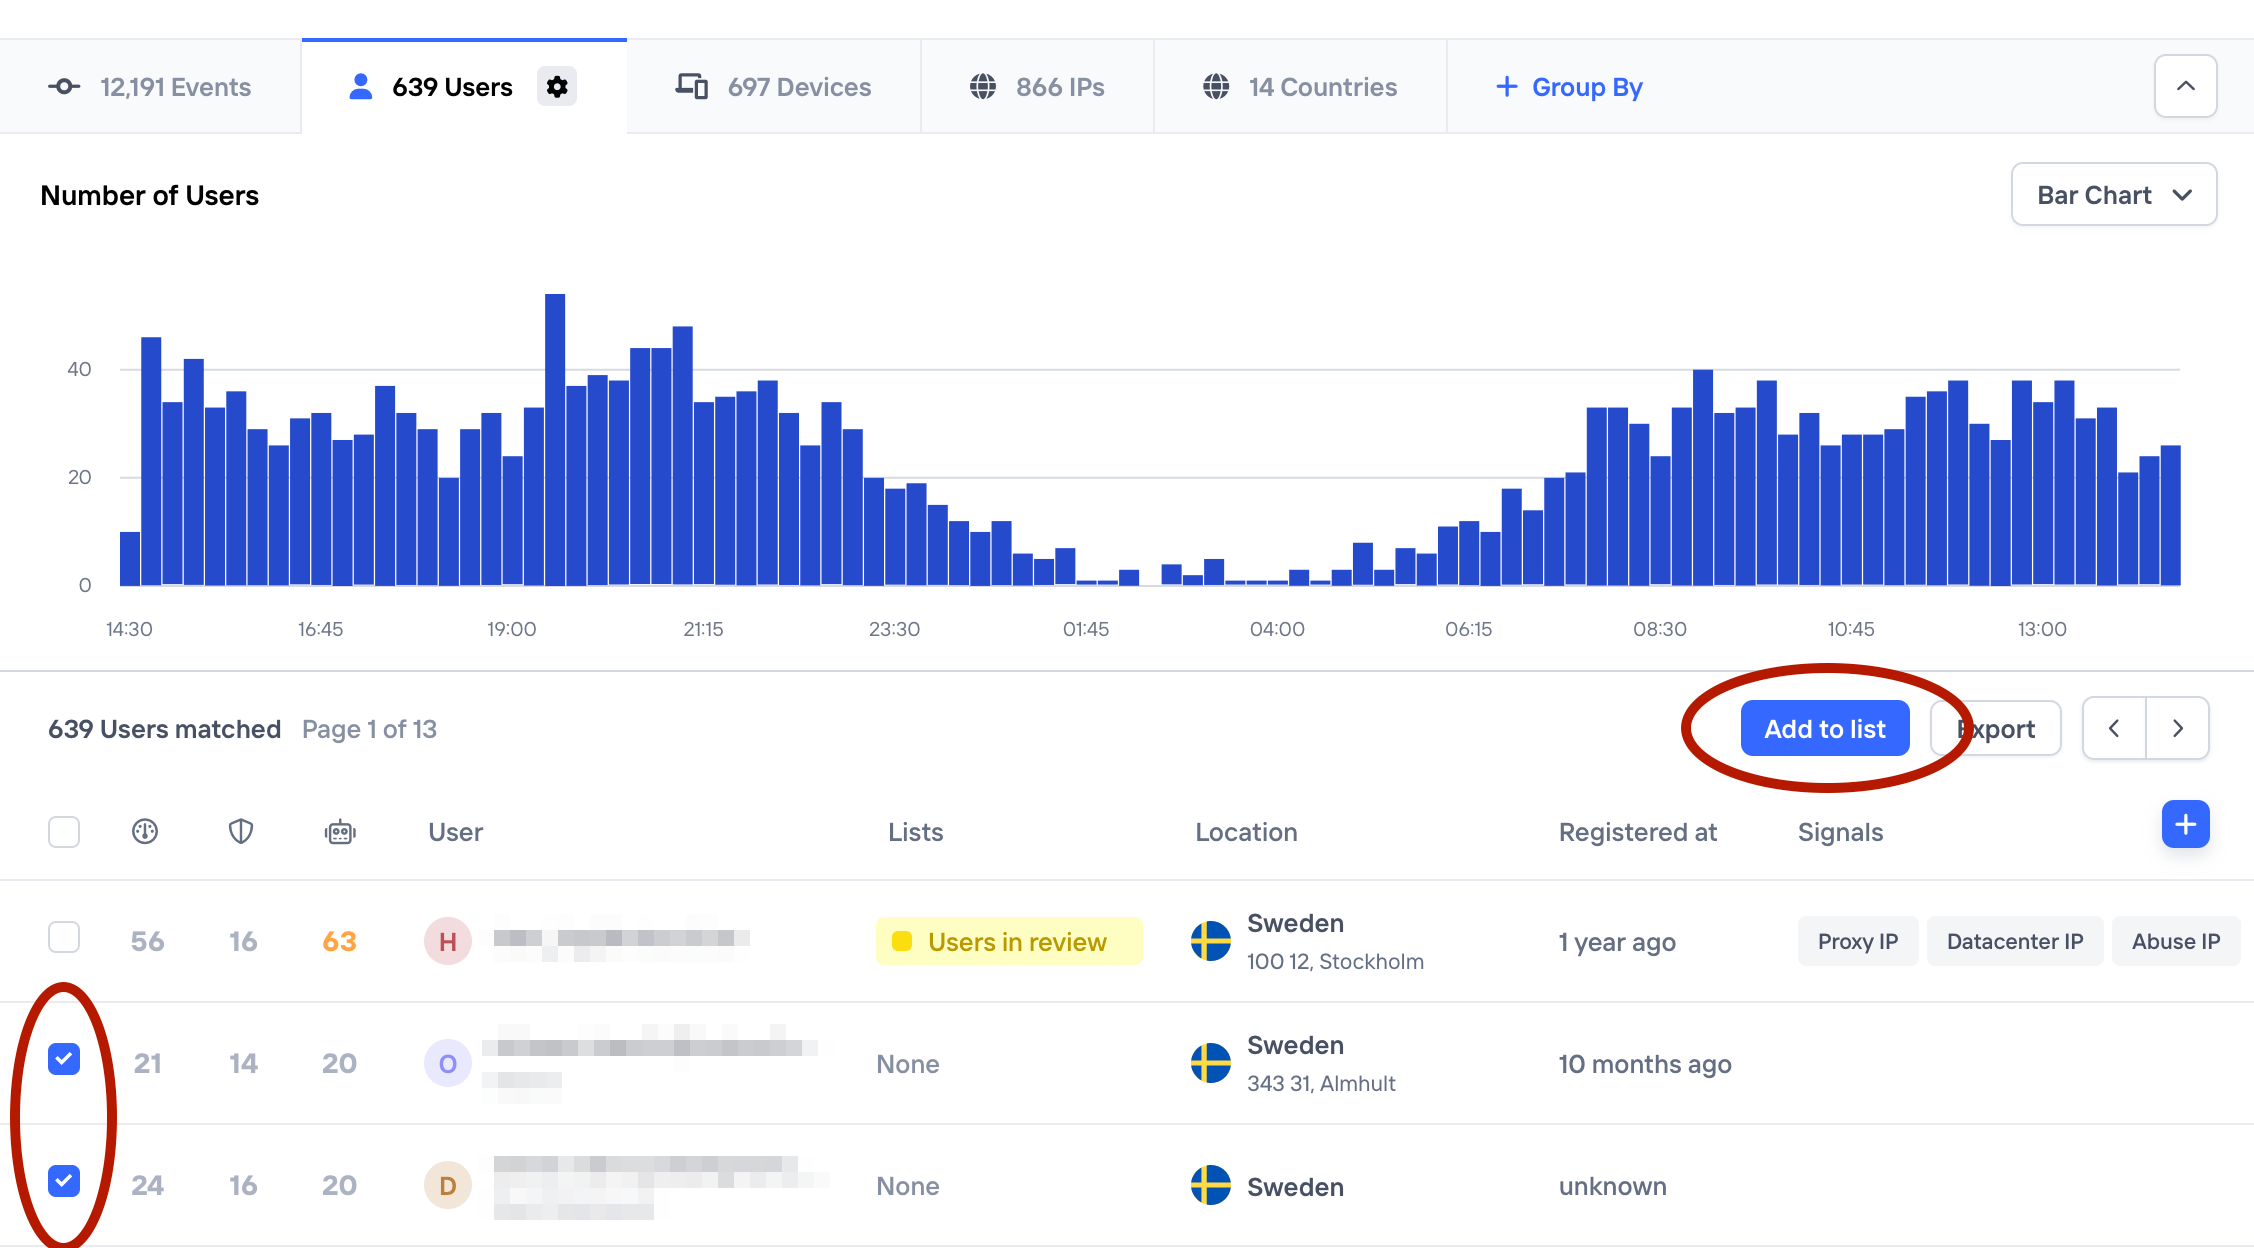 12,191 Events
639 Users
697 Devices
866 IPs
14 Countries
+ Group By
Number of Users
Bar Chart
40
20
0
14:30 16:45 19:00 21:15 23:30 01:45 04:00 06:15 08:30 10:45 13:00
639 Users matched Page 1 of 13
Add to list
Export
User Lists Location Registered at Signals
56 16 63 H Users in review Sweden 1 year ago Proxy IP Datacenter IP Abuse IP
100 12, Stockholm
21 14 20 O None Sweden 10 months ago
343 31, Almhult
24 16 20 D None Sweden unknown